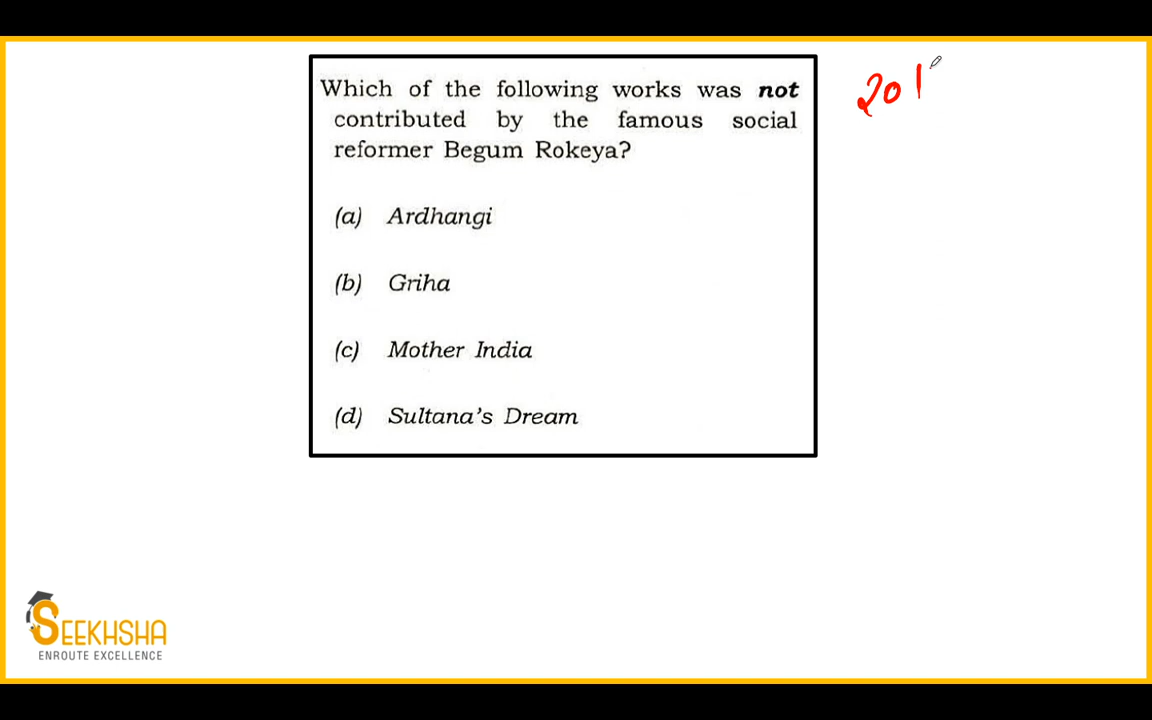 Which of the following works was not
contributed by the famous social
reformer Begum Rokeya?
(a) Ardhangi
(b) Griha
(c) Mother India
(d) Sultana's Dream
201
SEEKHSHA
ENROUTE EXCELLENCE